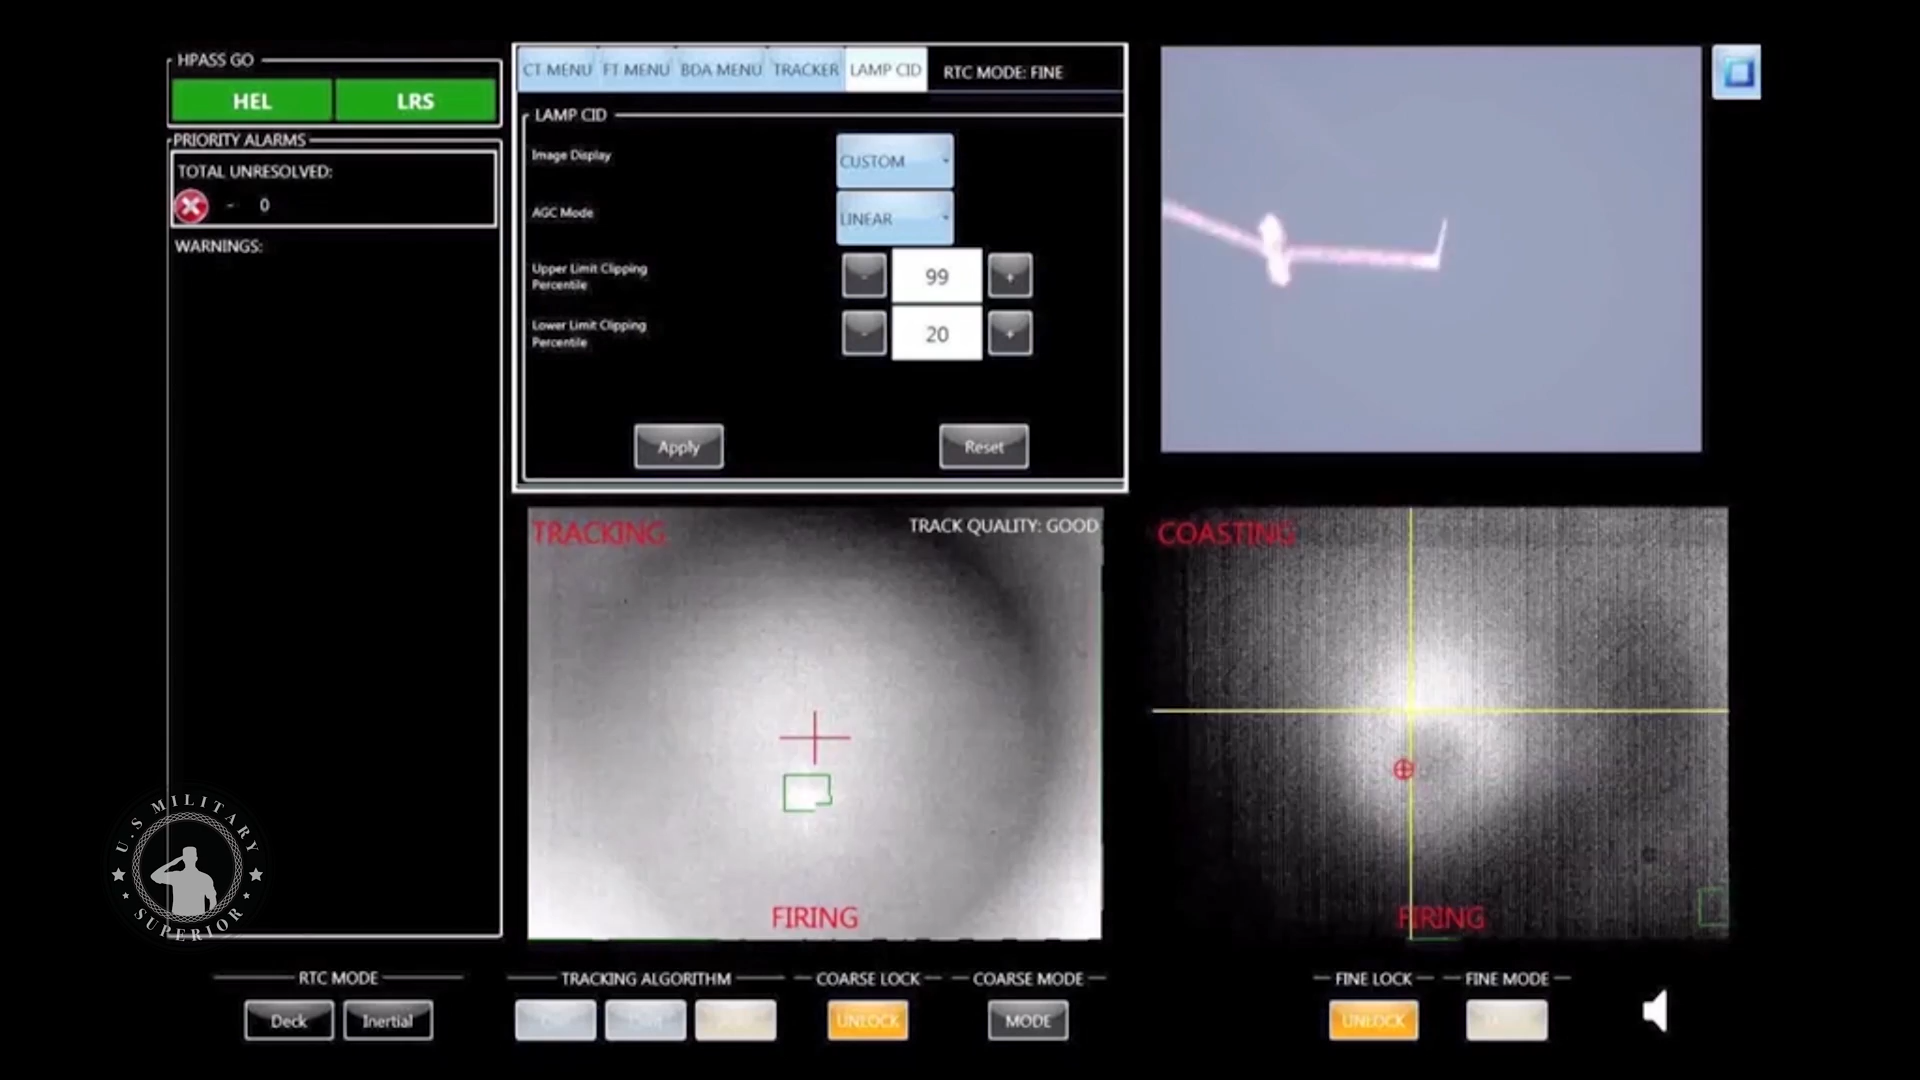 HPASS GO
HEL
LRS
PRIORITY ALARMS
TOTAL UNRESOLVED:
- 0
WARNINGS:
CT MENU
FT MENU
BDA MENU
TRACKER
LAMP CID
RTC MODE: FINE
LAMP CID
Image Display
CUSTOM
AGC Mode
LINEAR
Upper Limit Clipping
Percentile
- 99 +
Lower Limit Clipping
Percentile
- 20 +
Apply
Reset
TRACKING
TRACK QUALITY: GOOD
FIRING
COASTING
FIRING
U.S MILITARY
SUPERIOR
RTC MODE
Deck
Inertial
TRACKING ALGORITHM
COARSE LOCK
UNLOCK
COARSE MODE
MODE
FINE LOCK
UNLOCK
FINE MODE